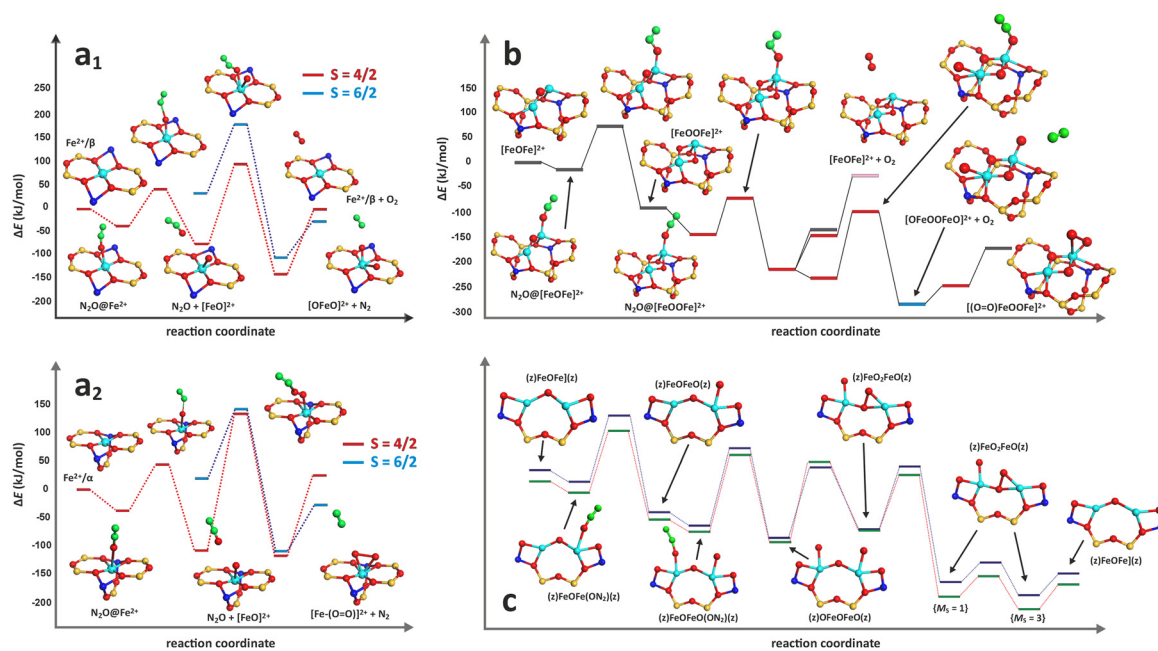 a1
S = 4/2
S = 6/2
ΔE (kJ/mol)
250
200
150
100
50
0
-50
-100
-150
-200
Fe2+/β
Fe2+/β + O2
N2O@Fe2+
N2O + [FeO]2+
[OFeO]2+ + N2
reaction coordinate
b
ΔE (kJ/mol)
150
100
50
0
-50
-100
-150
-200
-250
-300
[FeOFe]2+
[FeOOFe]2+
[FeOFe]2+ + O2
[OFeOOFeO]2+ + O2
N2O@[FeOFe]2+
N2O@[FeOOFe]2+
[(O=O)FeOOFe]2+
reaction coordinate
a2
S = 4/2
S = 6/2
ΔE (kJ/mol)
150
100
50
0
-50
-100
-150
-200
Fe2+/α
N2O@Fe2+
N2O + [FeO]2+
[Fe-(O=O)]2+ + N2
reaction coordinate
c
(z)FeOFe](z)
(z)FeOFeO(z)
(z)FeO2FeO(z)
(z)FeO2FeO(z)
(z)FeOFe](z)
(z)FeOFe(ON2)(z)
(z)FeOFeO(ON2)(z)
(z)OFeOFeO(z)
{MS = 1}
{MS = 3}
reaction coordinate